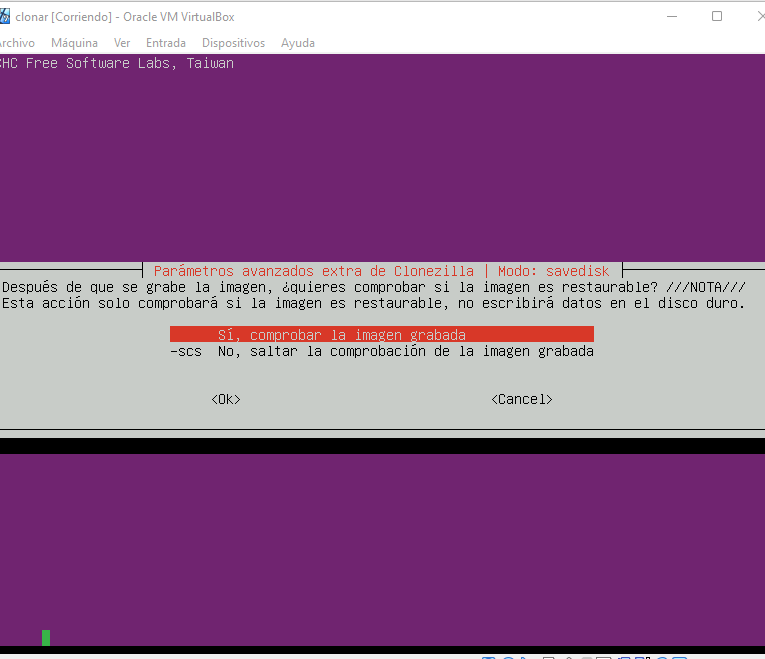 clonar [Corriendo] - Oracle VM VirtualBox
Archivo Máquina Ver Entrada Dispositivos Ayuda
CHC Free Software Labs, Taiwan
Parámetros avanzados extra de Clonezilla | Modo: savedisk
Después de que se grabe la imagen, ¿quieres comprobar si la imagen es restaurable? ///NOTA///
Esta acción solo comprobará si la imagen es restaurable, no escribirá datos en el disco duro.
Sí, comprobar la imagen grabada
-scs No, saltar la comprobación de la imagen grabada
<Ok> <Cancel>